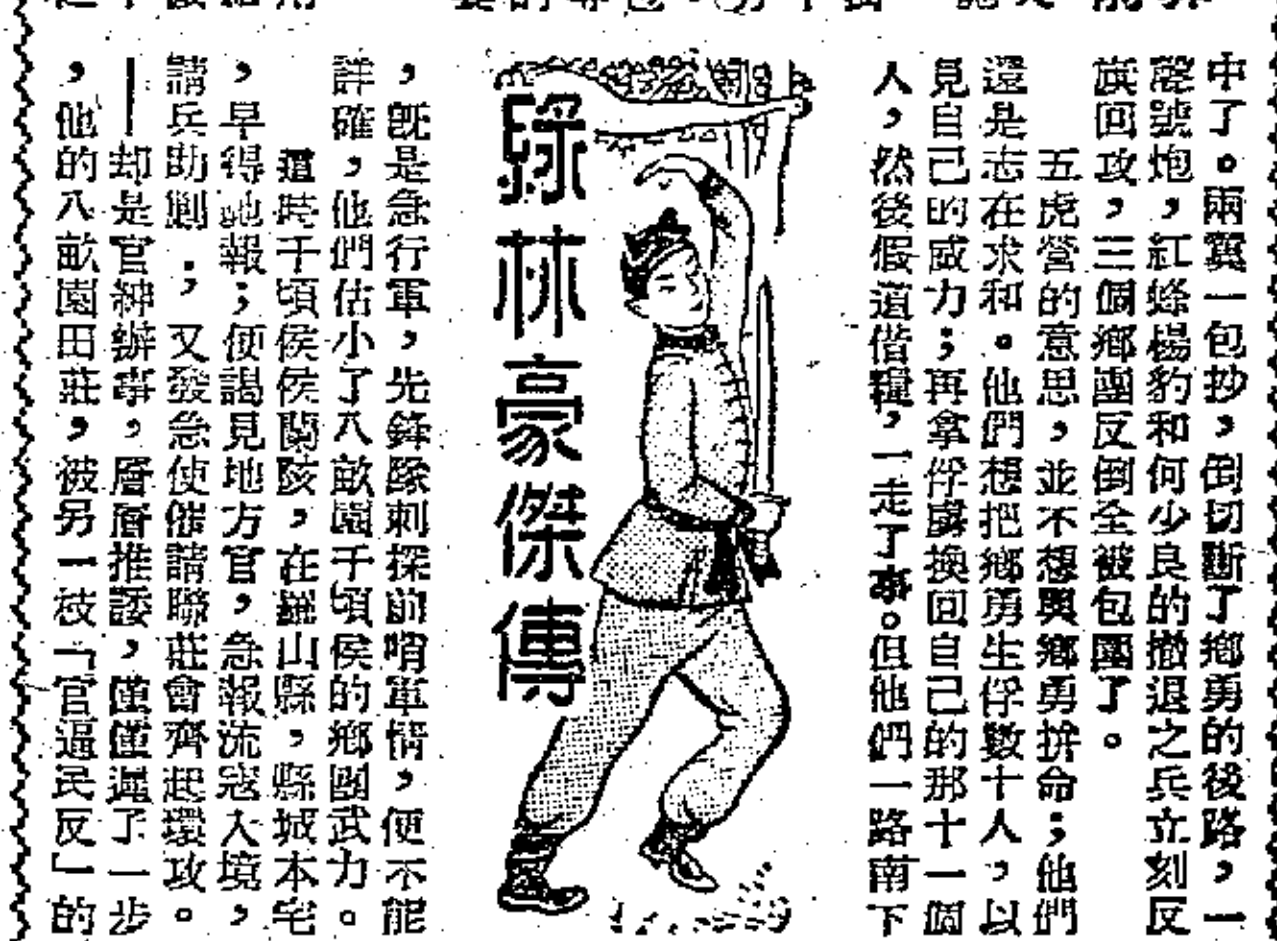 中了。兩翼一包抄，倒切斷了鄉勇的後路，一
聲號炮，紅蜂楊豹和何少良的撤退之兵立刻反
旗回攻，三個鄉團反倒全被包圍了。
五虎營的意思，並不想與鄉勇拚命；他們
還是志在求和。他們想把鄉勇生俘數十人，以
見自己的威力；再拿俘虜換回自己的那十一個
人，然後假道借糧，一走了事。但他們一路南下
綠林豪傑傳
，既是急行軍，先鋒隊刺探前哨軍情，便不能
詳確，他們估小了八畝園千頃侯的鄉團武力。
這時千頃侯侯蘭陔，在羅山縣，縣城本宅
，早得馳報；便謁見地方官，急報流寇入境，
請兵助剿；又發急使催請聯莊會齊起環攻。
——却是官紳辦事，層層推諉，僅僅遲了一步
，他的八畝園田莊，被另一枝「官逼民反」的